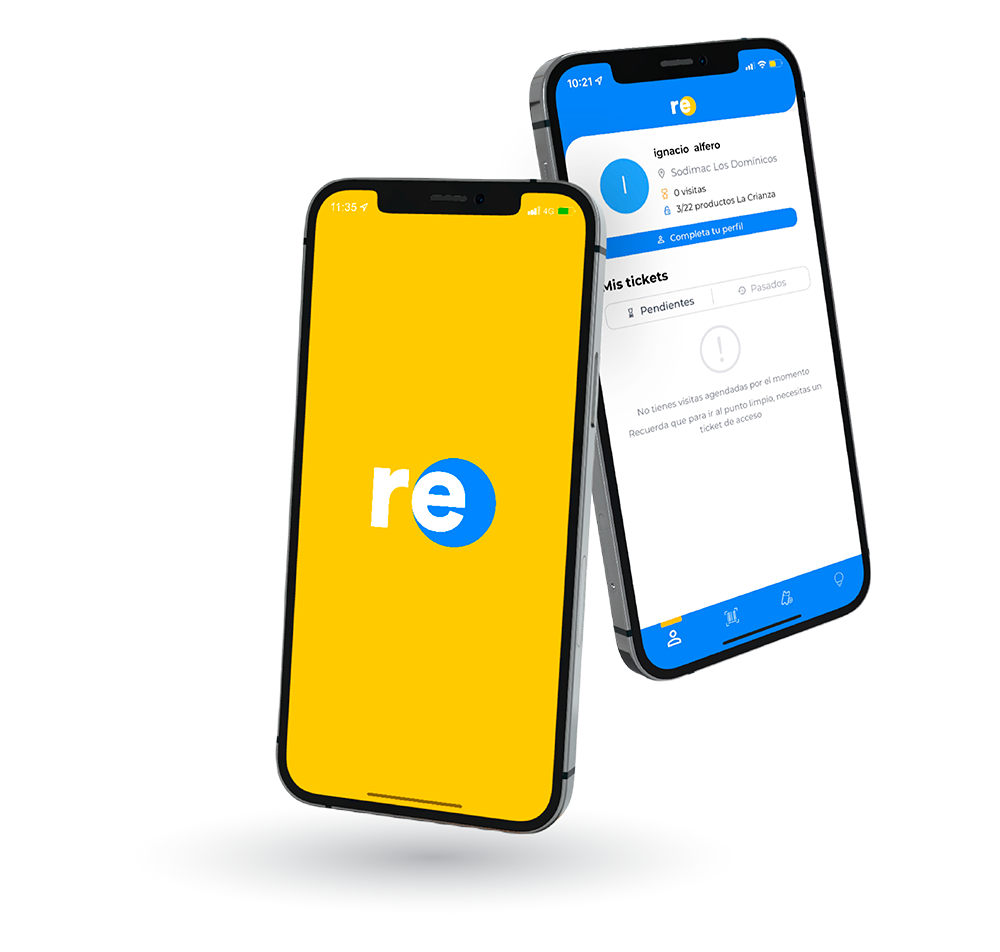 11:35
4G
re
10:21
re
ignacio alfero
I
Sodimac Los Domínicos
0 visitas
3/22 productos La Crianza
Completa tu perfil
Mis tickets
Pendientes
Pasados
No tienes visitas agendadas por el momento
Recuerda que para ir al punto limpio, necesitas un
ticket de acceso